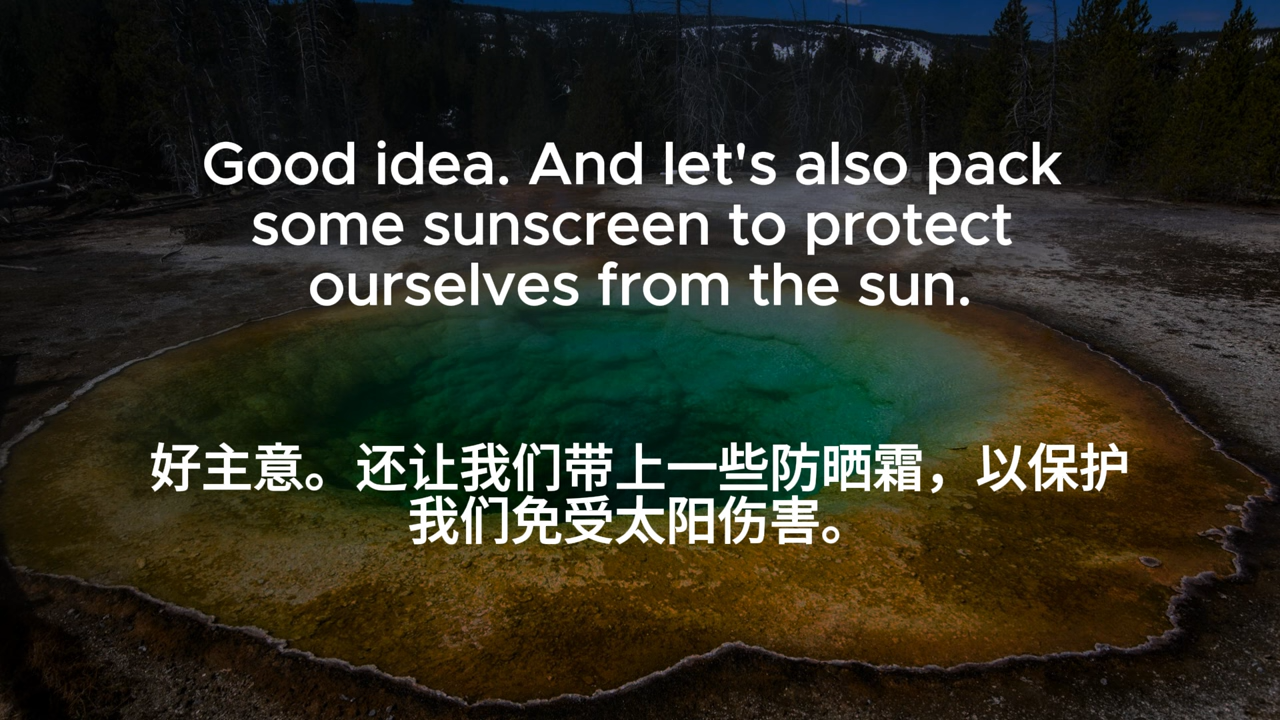 Good idea. And let's also pack
some sunscreen to protect
ourselves from the sun.
好主意。还让我们带上一些防晒霜，以保护
我们免受太阳伤害。